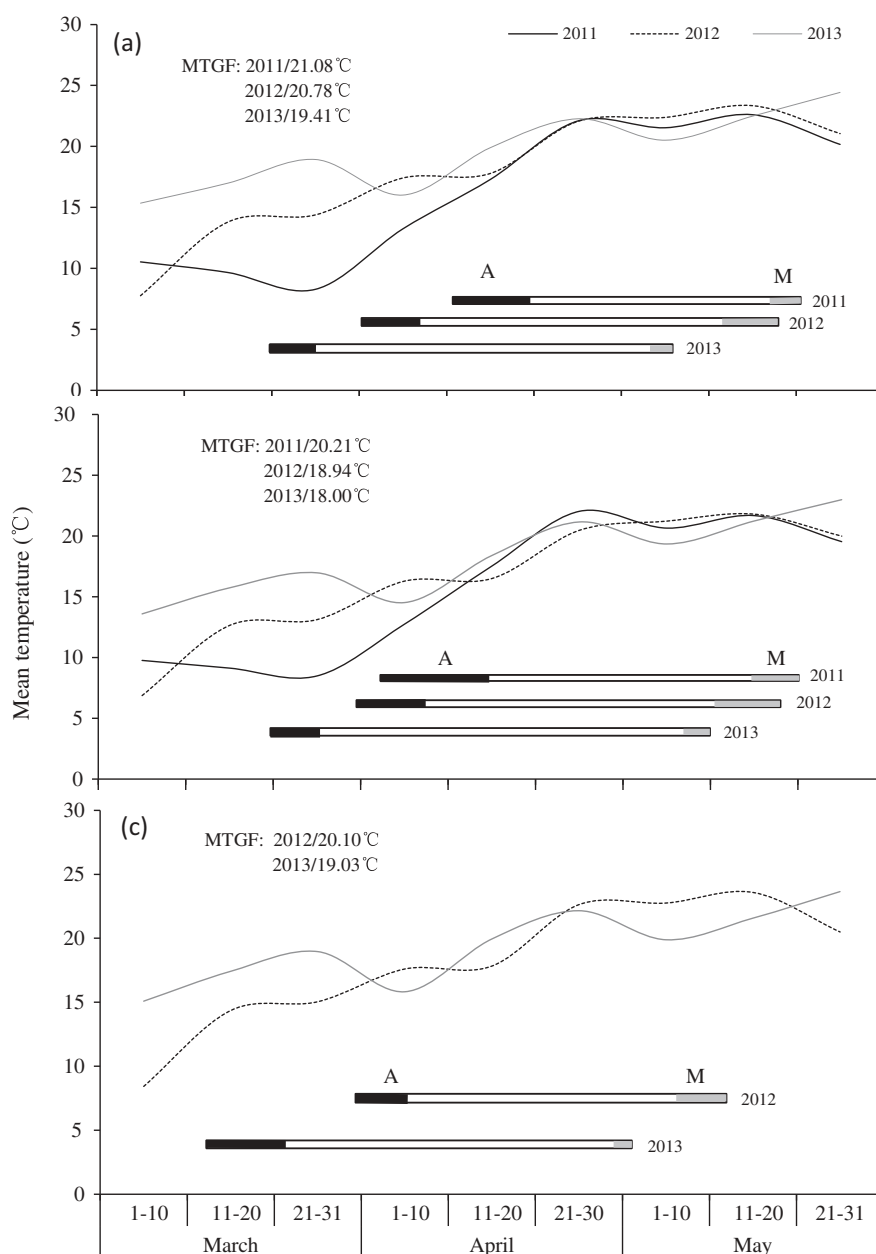 30
(a)
2011
2012
2013
MTGF: 2011/21.08℃
2012/20.78℃
2013/19.41℃
25
20
15
10
A
M
2011
2012
5
2013
0
30
MTGF: 2011/20.21℃
2012/18.94℃
2013/18.00℃
25
20
15
Mean temperature (℃)
10
A
M
2011
2012
5
2013
0
30
(c)
MTGF: 2012/20.10℃
2013/19.03℃
25
20
15
10
A
M
2012
5
2013
0
1-10 11-20 21-31 1-10 11-20 21-30 1-10 11-20 21-31
March April May